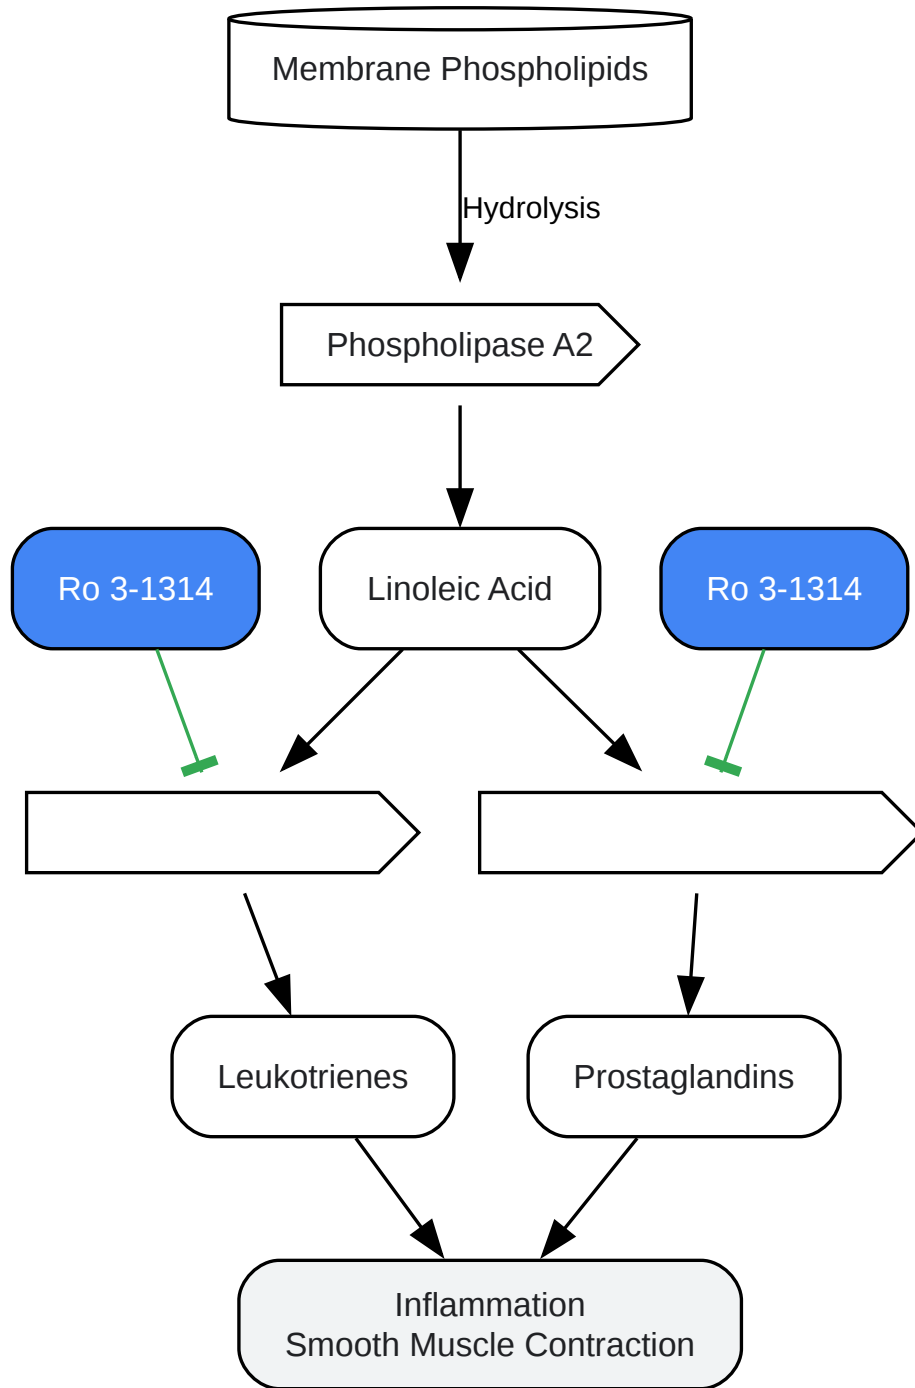 Membrane Phospholipids
Hydrolysis
Phospholipase A2
Ro 3-1314
Linoleic Acid
Ro 3-1314
Leukotrienes
Prostaglandins
Inflammation
Smooth Muscle Contraction